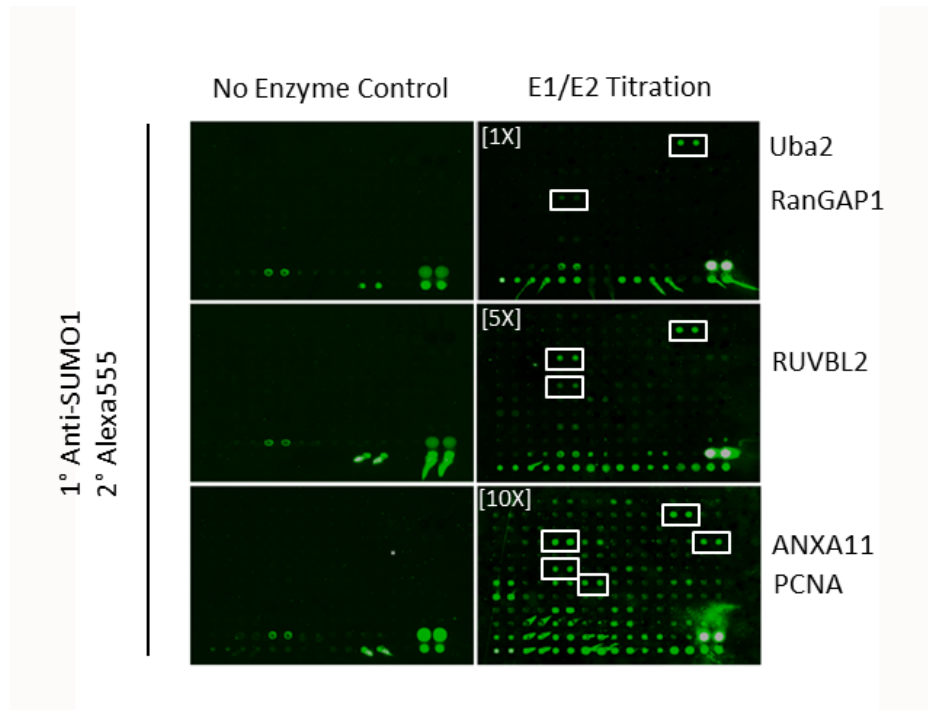 No Enzyme Control
E1/E2 Titration
[1X]
Uba2
RanGAP1
[5X]
RUVBL2
[10X]
ANXA11
PCNA
1° Anti-SUMO1
2° Alexa555